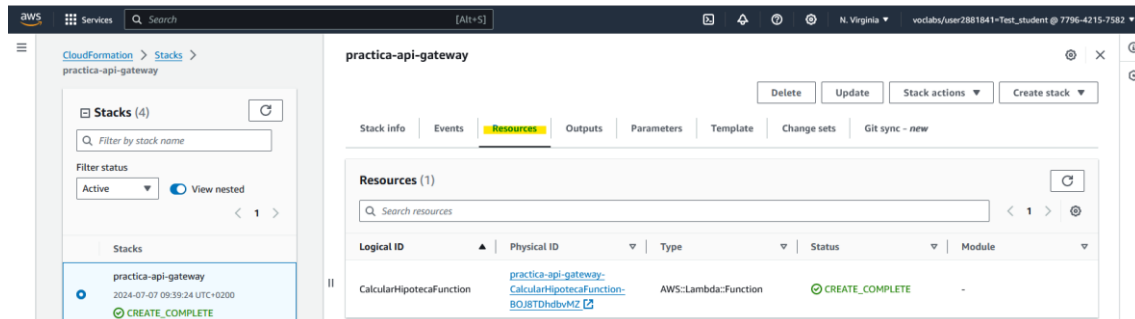 aws
Services
Search
[Alt+S]
N. Virginia
voclabs/user2881841=Test_student @ 7796-4215-7582
CloudFormation > Stacks >
practica-api-gateway
Stacks (4)
Filter by stack name
Filter status
Active
View nested
< 1 >
Stacks
practica-api-gateway
2024-07-07 09:39:24 UTC+0200
CREATE_COMPLETE
practica-api-gateway
Delete
Update
Stack actions
Create stack
Stack info
Events
Resources
Outputs
Parameters
Template
Change sets
Git sync - new
Resources (1)
Search resources
< 1 >
Logical ID
Physical ID
Type
Status
Module
CalcularHipotecaFunction
practica-api-gateway-
CalcularHipotecaFunction-
BOJ8TDhdbvMZ
AWS::Lambda::Function
CREATE_COMPLETE
-